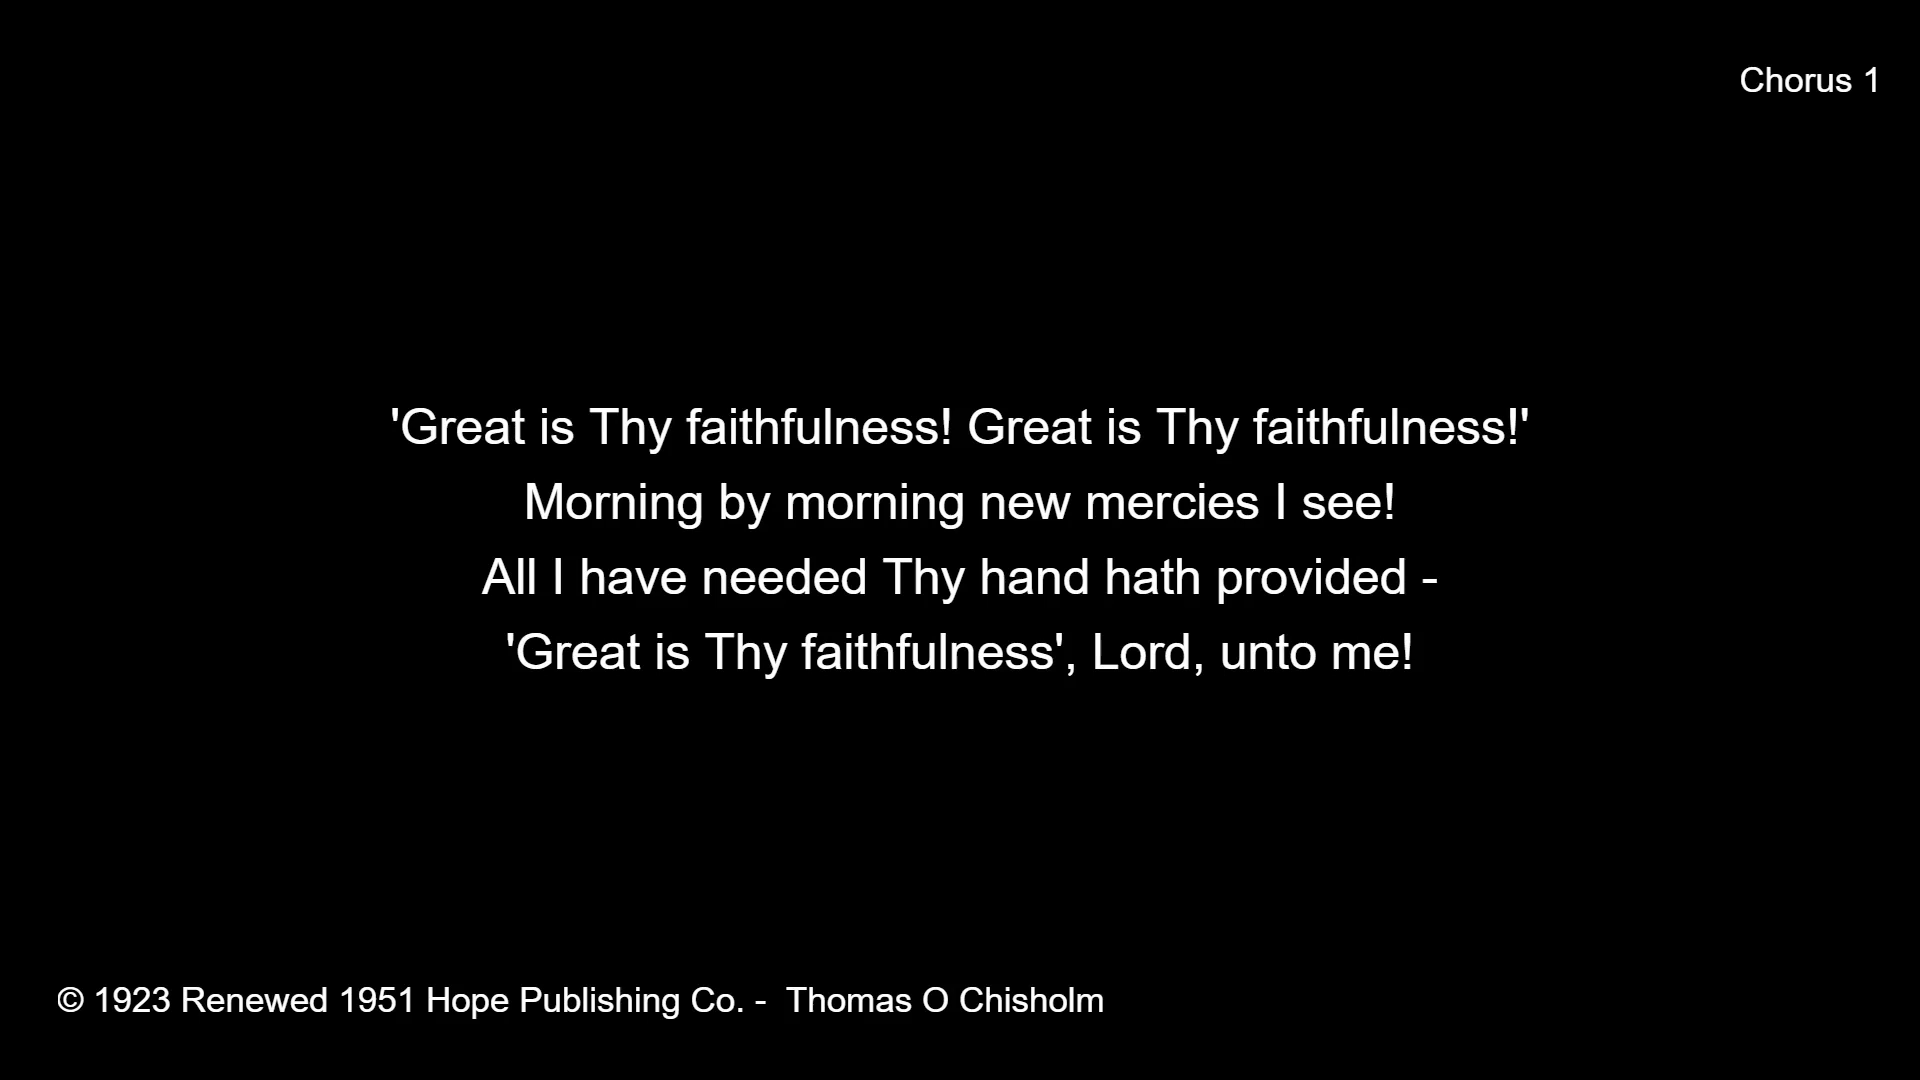 Chorus 1
'Great is Thy faithfulness! Great is Thy faithfulness!'
Morning by morning new mercies I see!
All I have needed Thy hand hath provided -
'Great is Thy faithfulness', Lord, unto me!
© 1923 Renewed 1951 Hope Publishing Co. -  Thomas O Chisholm